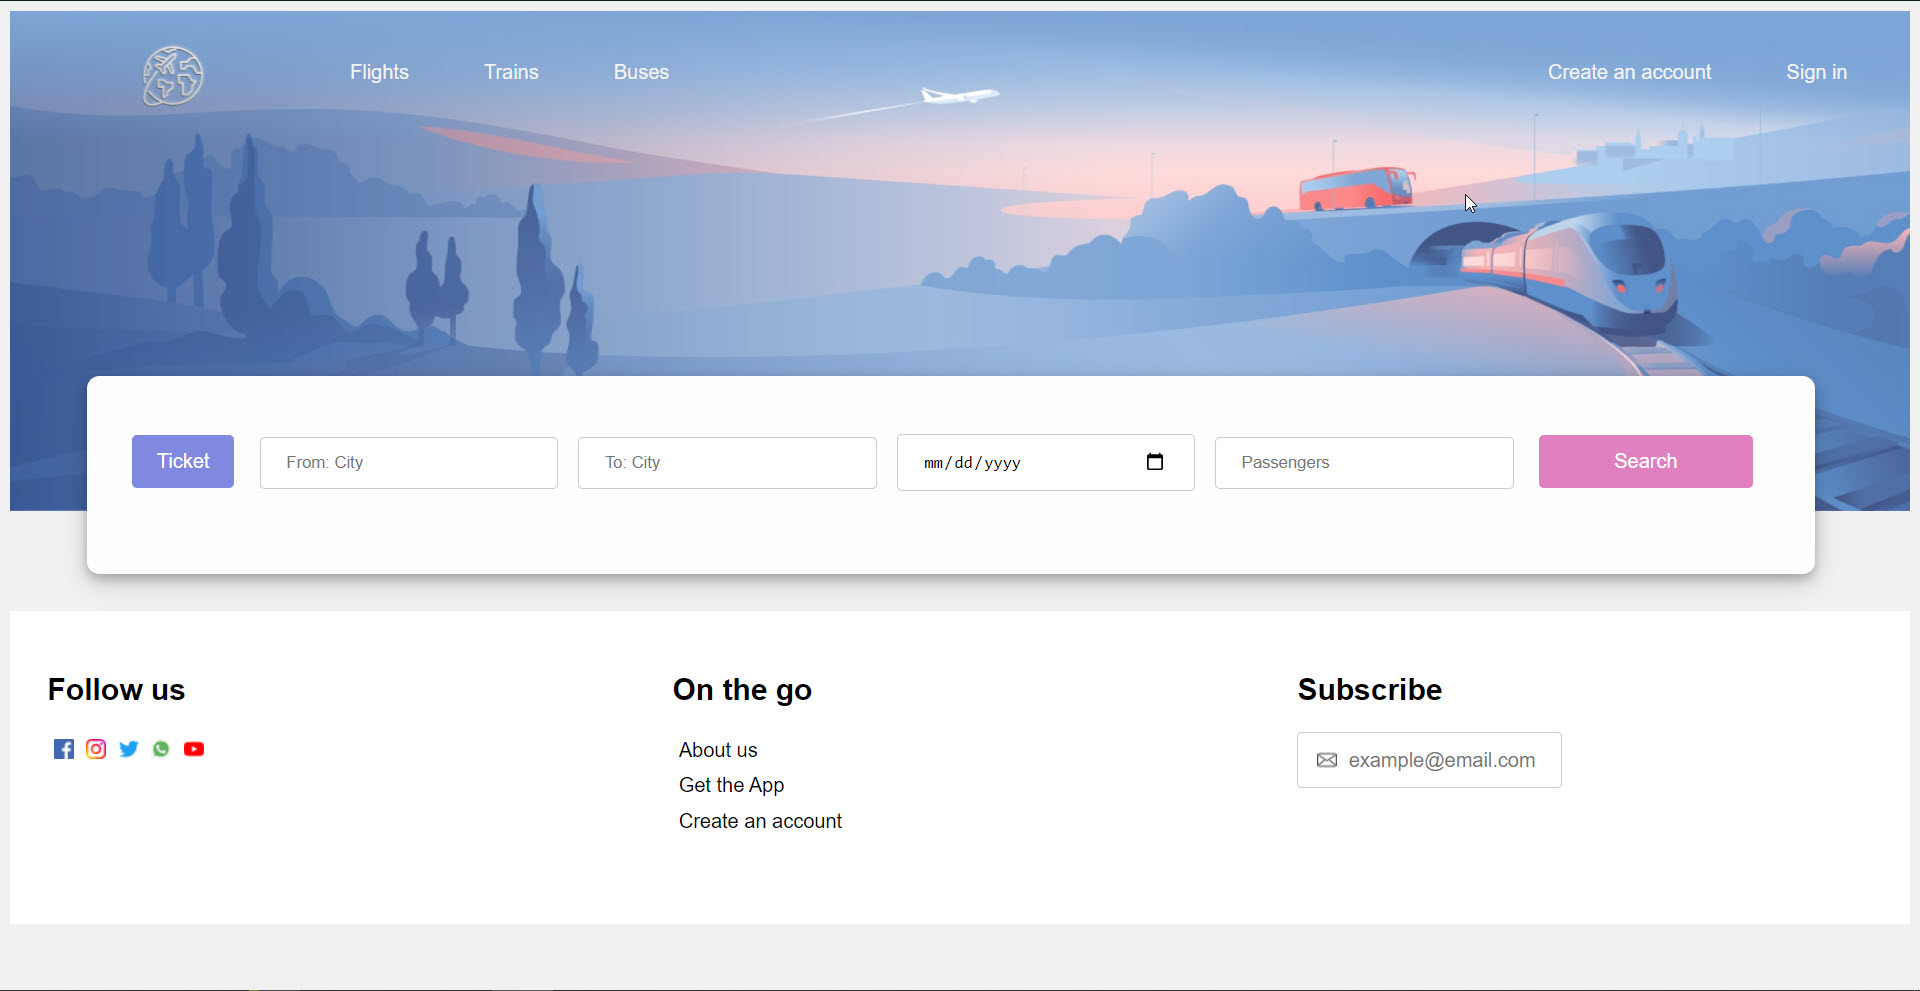 Flights Trains Buses Create an account Sign in
Ticket From: City To: City mm/dd/yyyy Passengers Search
Follow us On the go Subscribe
About us example@email.com
Get the App
Create an account